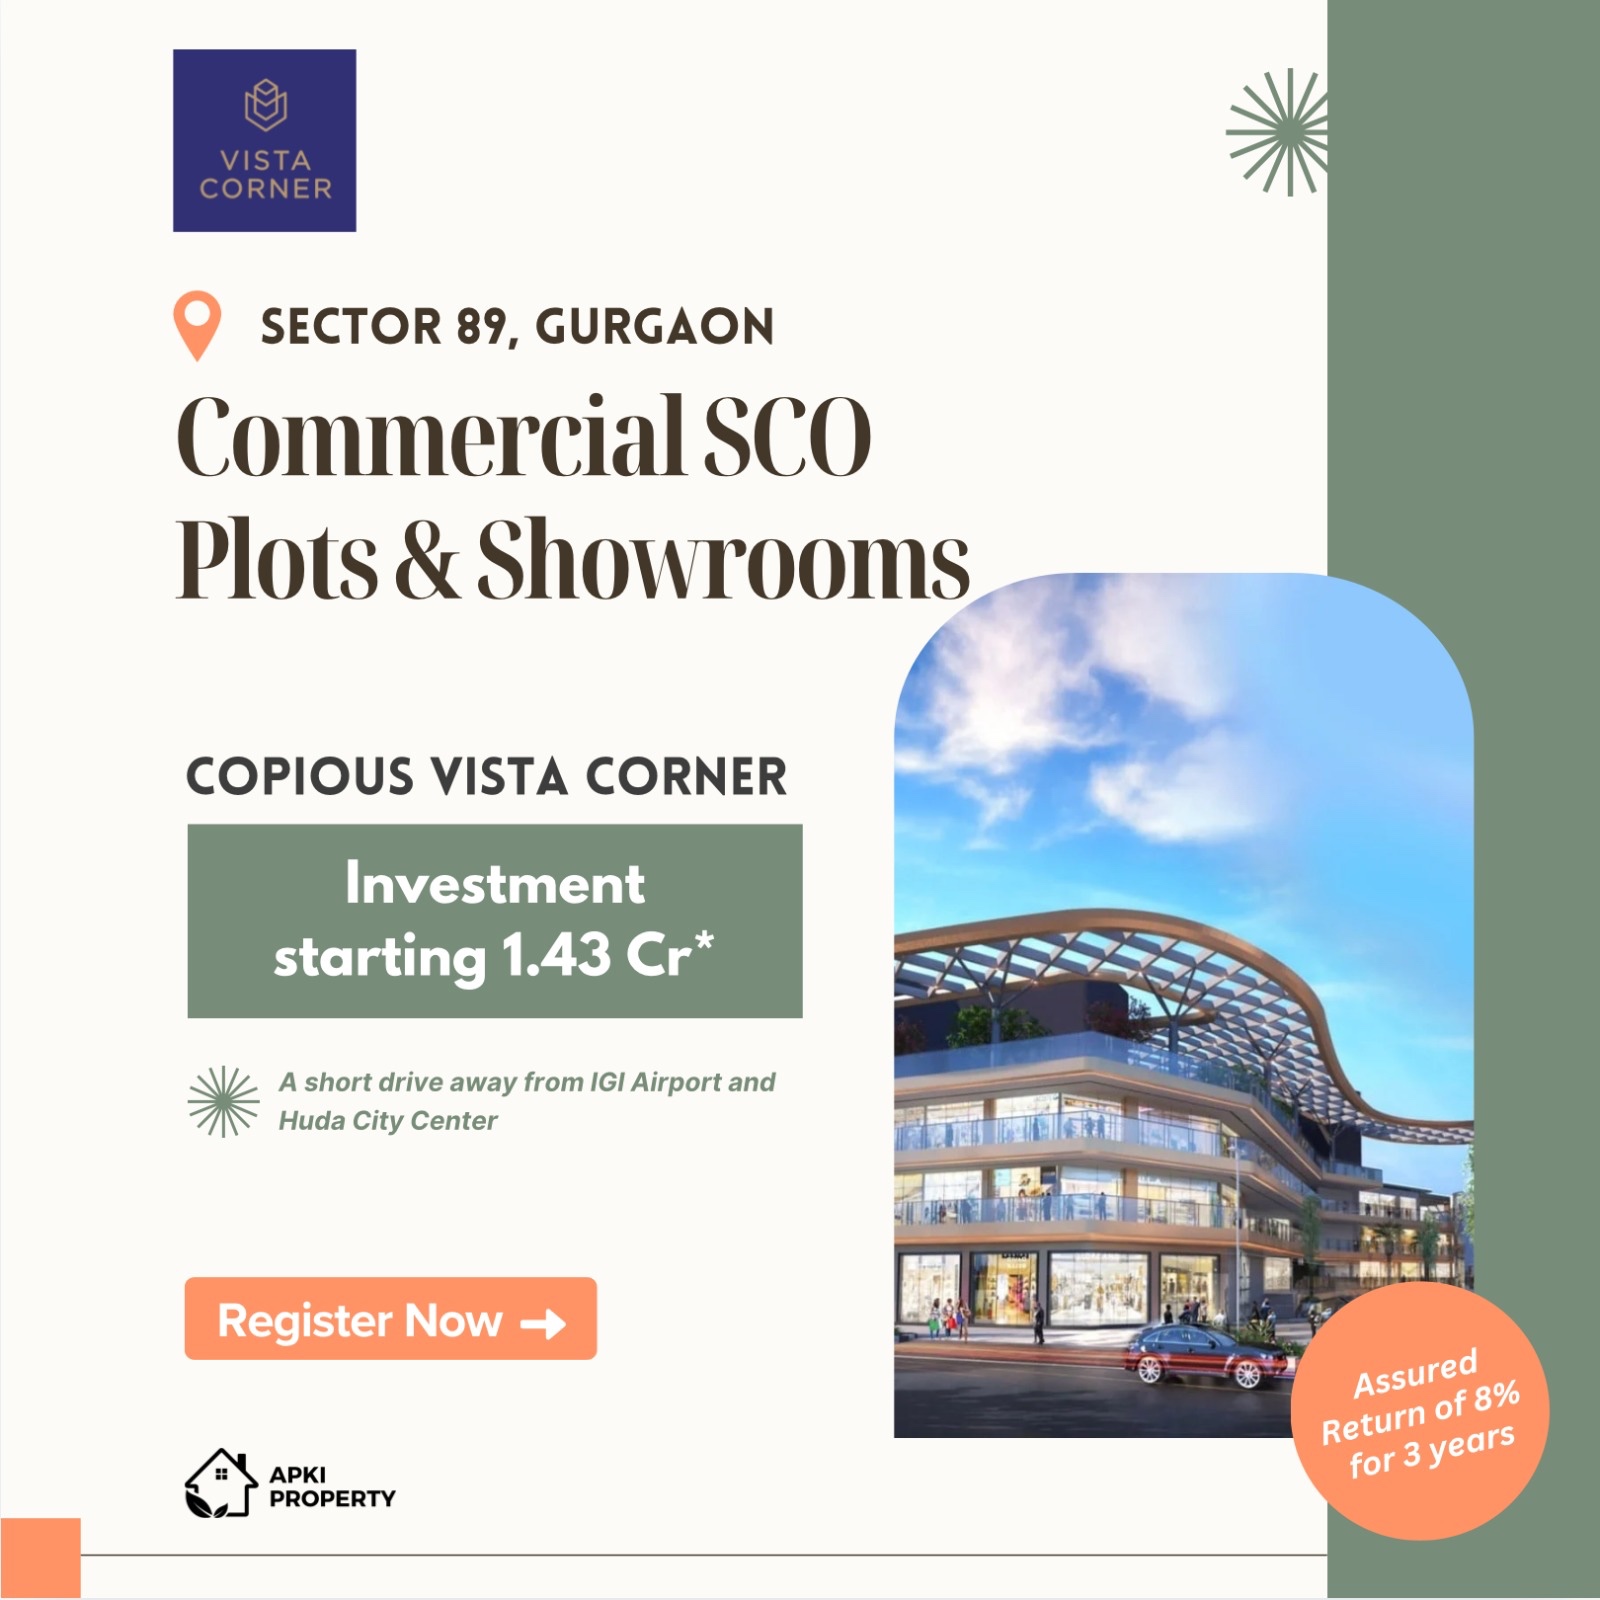 VISTA
CORNER
SECTOR 89, GURGAON
Commercial SCO
Plots & Showrooms
COPIOUS VISTA CORNER
Investment
starting 1.43 Cr*
A short drive away from IGI Airport and
Huda City Center
Register Now
Assured
Return of 8%
for 3 years
APKI
PROPERTY